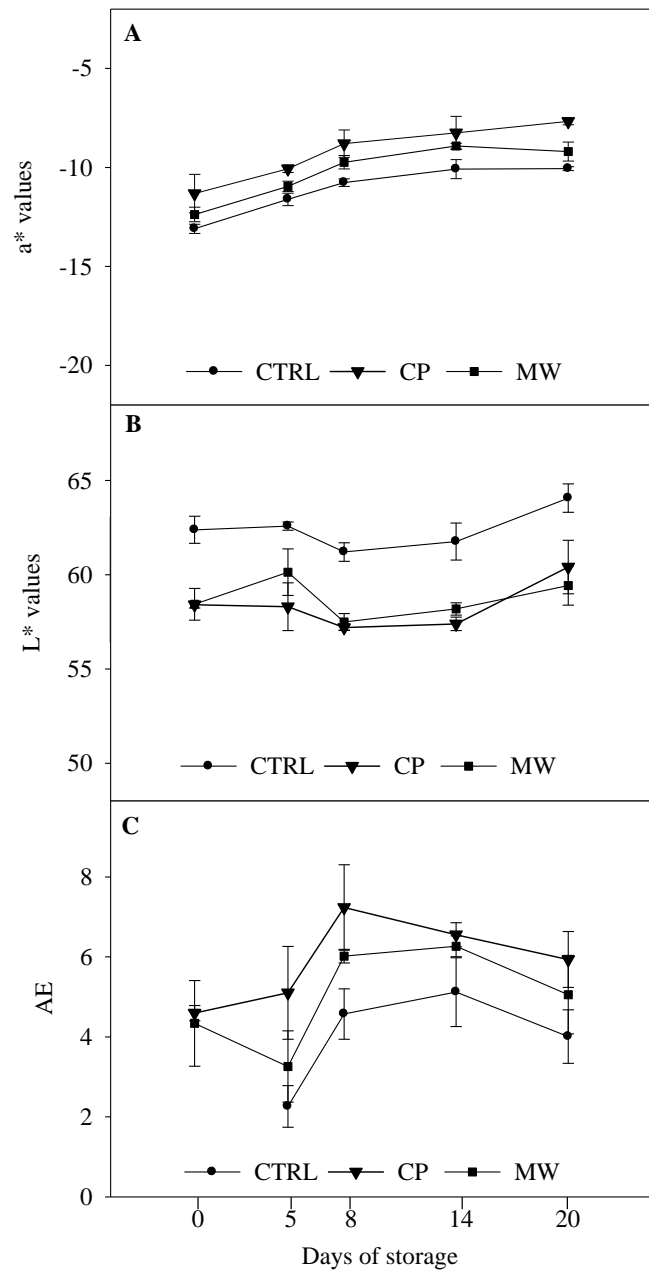 A
-5
-10
-15
-20
a* values
CTRL CP MW
B
65
60
55
50
L* values
CTRL CP MW
C
8
6
4
2
0
AE
CTRL CP MW
0 5 8 14 20
Days of storage